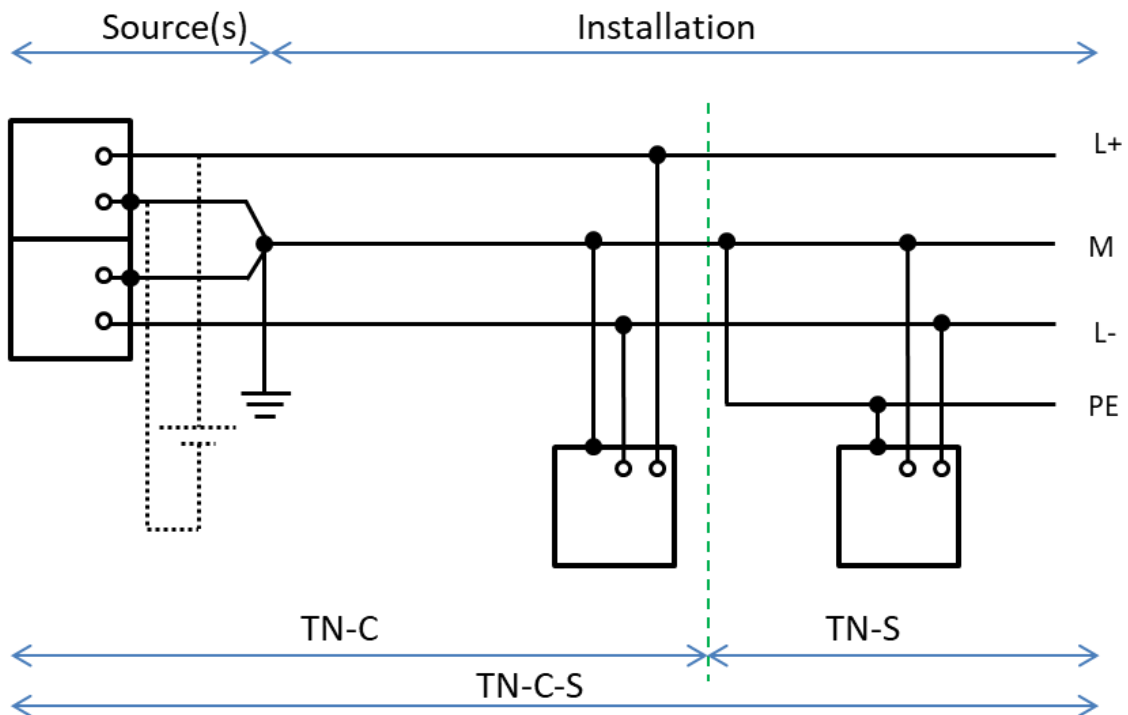 Source(s)
Installation
L+
M
L-
PE
TN-C
TN-S
TN-C-S